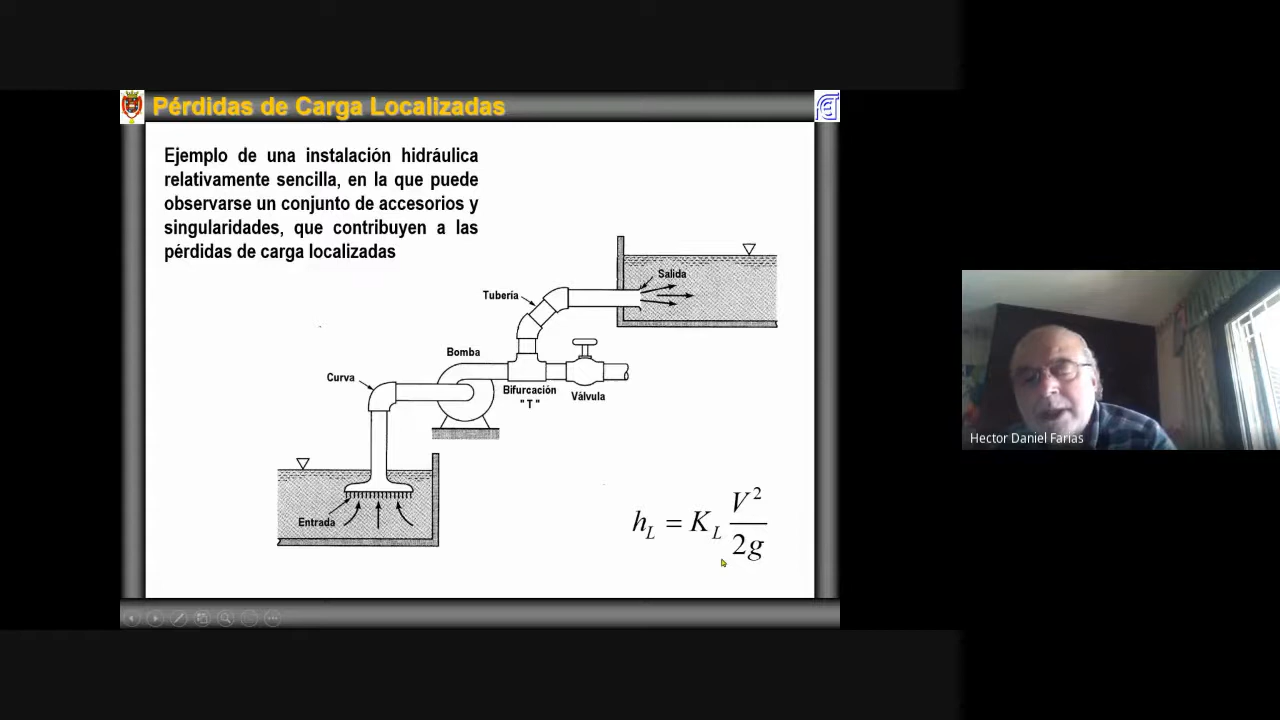 Pérdidas de Carga Localizadas
Ejemplo de una instalación hidráulica
relativamente sencilla, en la que puede
observarse un conjunto de accesorios y
singularidades, que contribuyen a las
pérdidas de carga localizadas
Salida
Tubería
Bomba
Curva
Bifurcación
" T "
Válvula
Entrada
h_L = K_L V²/2g
Hector Daniel Farias